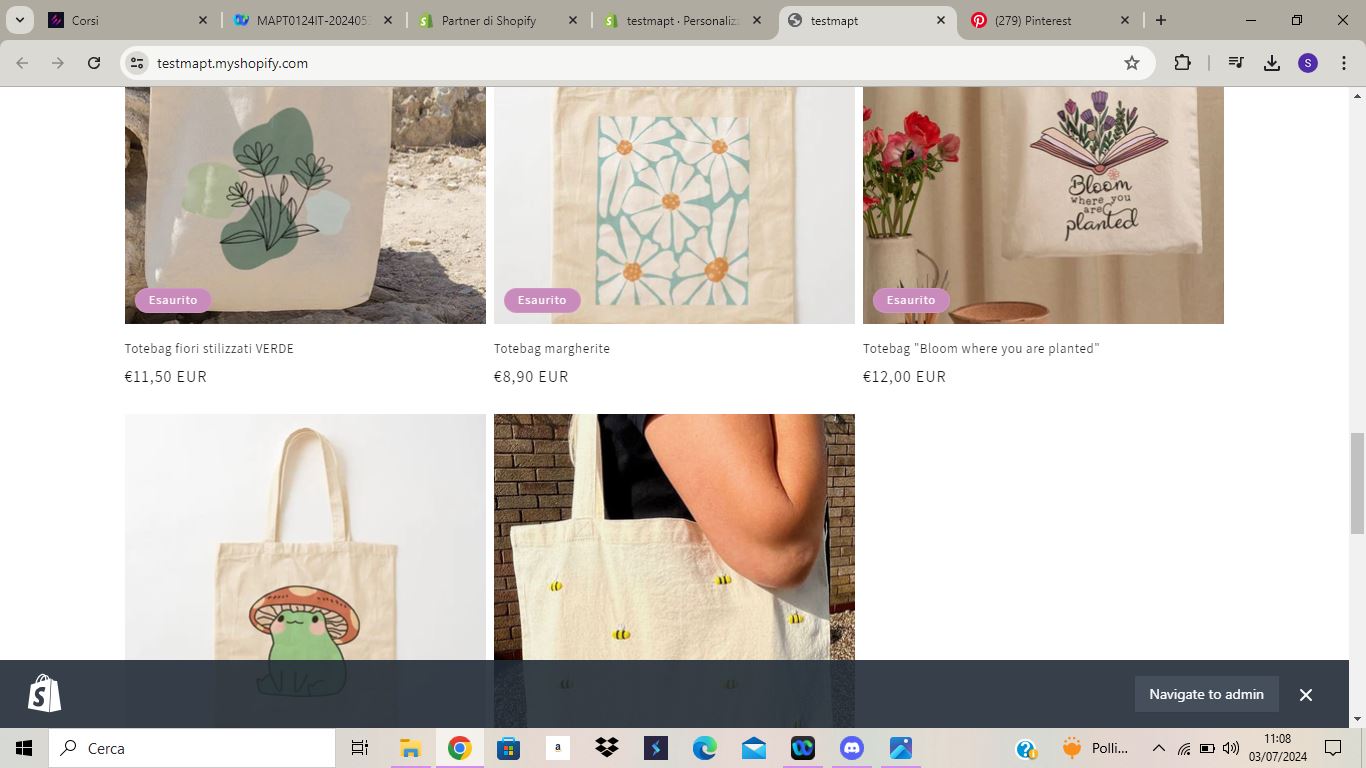 Corsi
MAPT0124IT-2024053
Partner di Shopify
testmapt · Personalizz
testmapt
(279) Pinterest
testmapt.myshopify.com
S
Bloom
where you
are
planted
Esaurito
Esaurito
Esaurito
Totebag fiori stilizzati VERDE
Totebag margherite
Totebag "Bloom where you are planted"
€11,50 EUR
€8,90 EUR
€12,00 EUR
Navigate to admin
Cerca
a
Polli...
11:08
03/07/2024